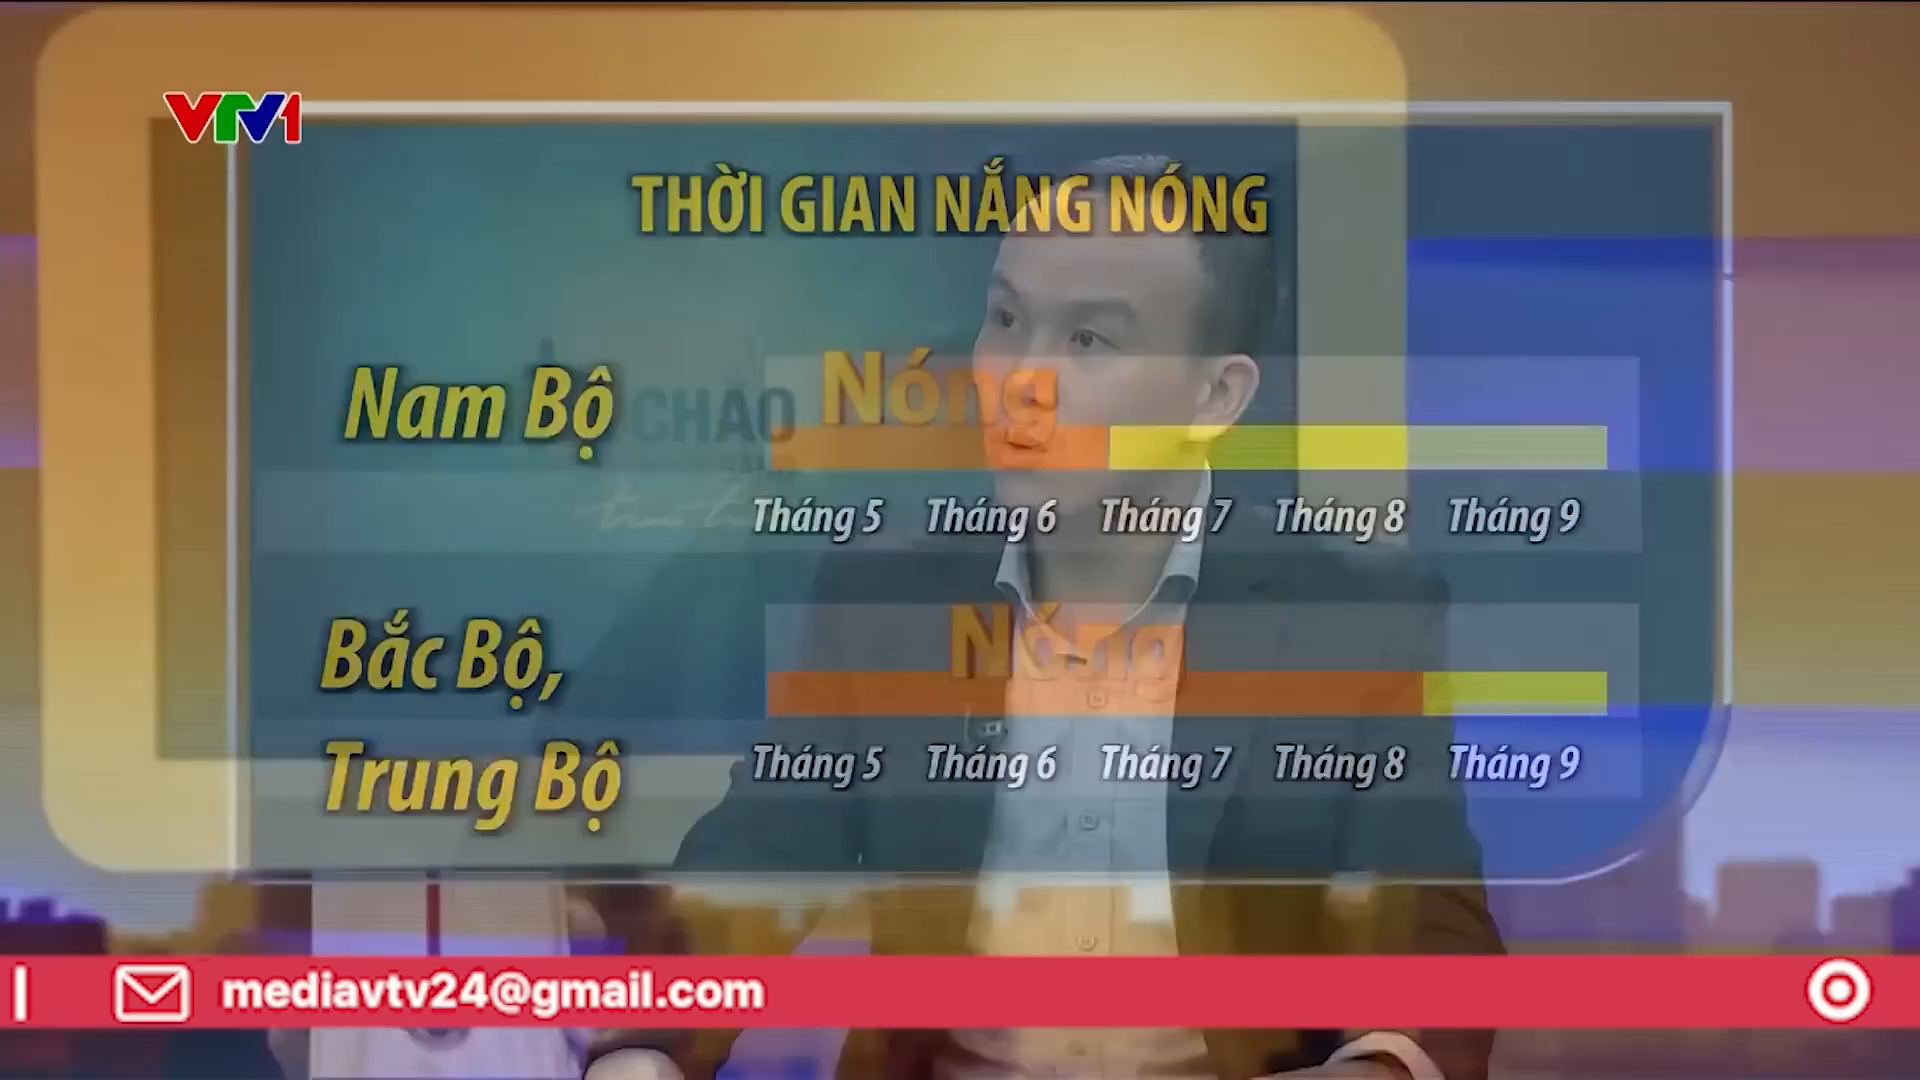 VTV1
THỜI GIAN NẮNG NÓNG
Nam Bộ
CHÀO
Nóng
Tháng 5 Tháng 6 Tháng 7 Tháng 8 Tháng 9
Bắc Bộ,
Trung Bộ
Nóng
Tháng 5 Tháng 6 Tháng 7 Tháng 8 Tháng 9
mediavtv24@gmail.com